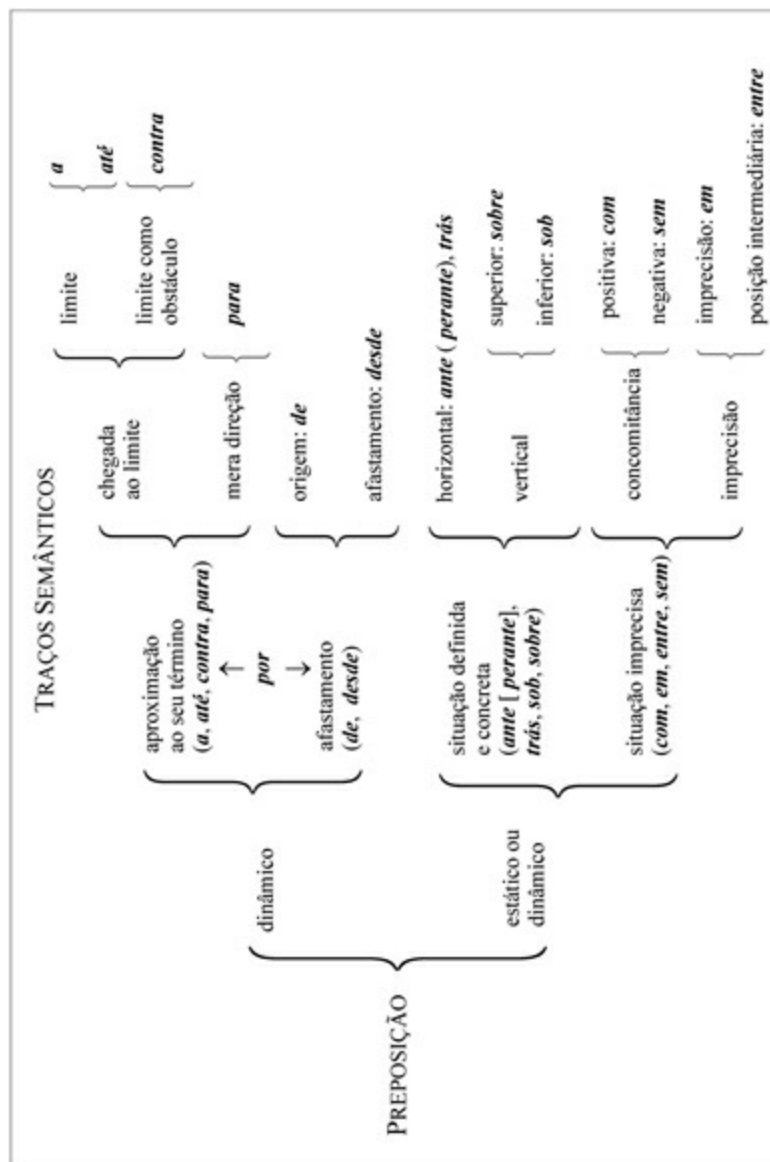 TRAÇOS SEMÂNTICOS
PREPOSIÇÃO
dinâmico
aproximação
ao seu término
(a, até, contra, para)
↑
por
↓
afastamento
(de, desde)
chegada
ao limite
limite
a
até
limite como
obstáculo
contra
mera direção
para
origem: de
afastamento: desde
estático ou
dinâmico
situação definida
e concreta
(ante [ perante],
trás, sob, sobre)
horizontal: ante ( perante), trás
vertical
superior: sobre
inferior: sob
situação imprecisa
(com, em, entre, sem)
concomitância
positiva: com
negativa: sem
imprecisão
imprecisão: em
posição intermediária: entre